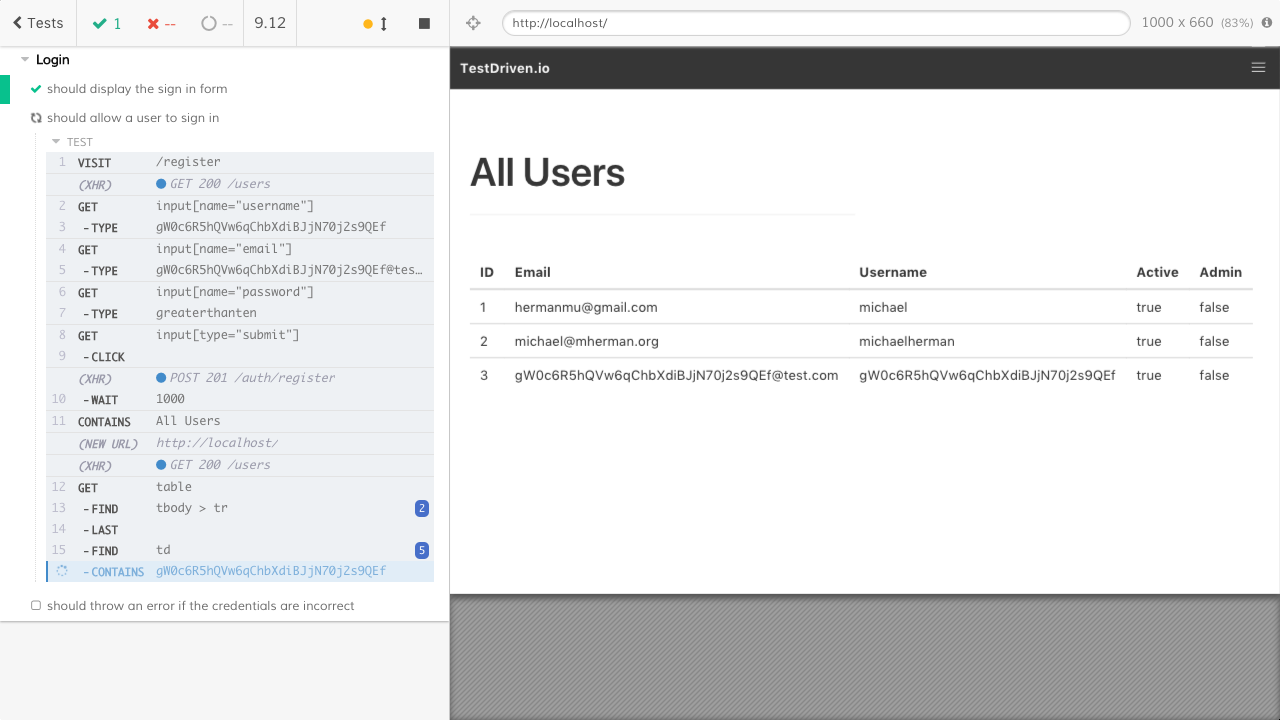 Tests 1 -- -- 9.12
http://localhost/ 1000 x 660 (83%)
Login
should display the sign in form
should allow a user to sign in
TEST
1 VISIT /register
(XHR) GET 200 /users
2 GET input[name="username"]
3 -TYPE gW0c6R5hQVw6qChbXdiBJjN70j2s9QEf
4 GET input[name="email"]
5 -TYPE gW0c6R5hQVw6qChbXdiBJjN70j2s9QEf@tes…
6 GET input[name="password"]
7 -TYPE greaterthanten
8 GET input[type="submit"]
9 -CLICK
(XHR) POST 201 /auth/register
10 -WAIT 1000
11 CONTAINS All Users
(NEW URL) http://localhost/
(XHR) GET 200 /users
12 GET table
13 -FIND tbody > tr 2
14 -LAST
15 -FIND td 5
-CONTAINS gW0c6R5hQVw6qChbXdiBJjN70j2s9QEf
should throw an error if the credentials are incorrect
TestDriven.io
All Users
ID Email Username Active Admin
1 hermanmu@gmail.com michael true false
2 michael@mherman.org michaelherman true false
3 gW0c6R5hQVw6qChbXdiBJjN70j2s9QEf@test.com gW0c6R5hQVw6qChbXdiBJjN70j2s9QEf true false